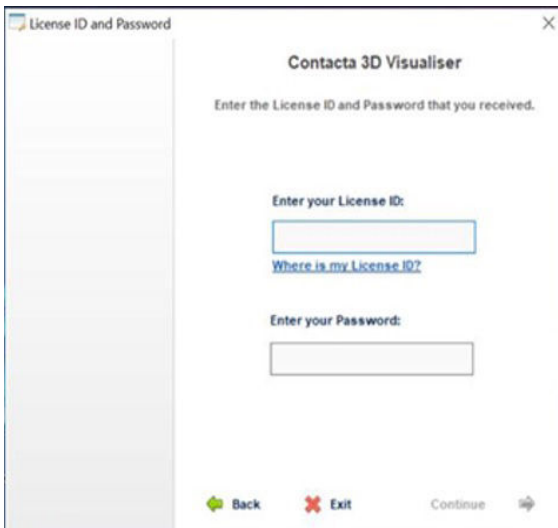 License ID and Password
Contacta 3D Visualiser
Enter the License ID and Password that you received.
Enter your License ID:
Where is my License ID?
Enter your Password:
Back Exit Continue